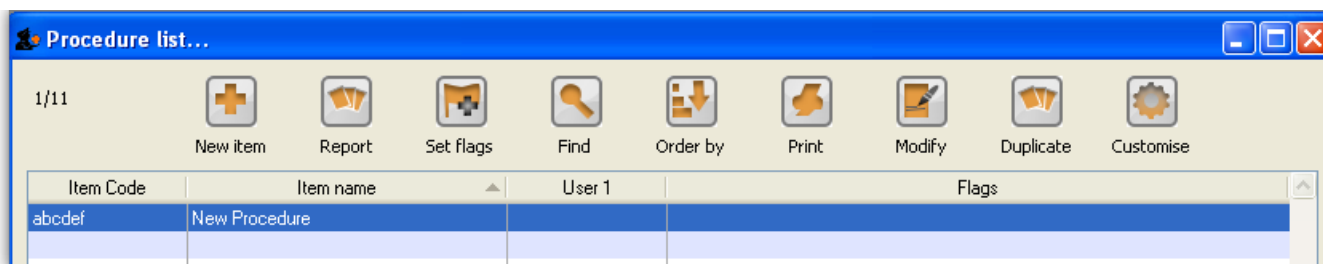 Procedure list...
1/11
New item Report Set flags Find Order by Print Modify Duplicate Customise
Item Code Item name User 1 Flags
abcdef New Procedure